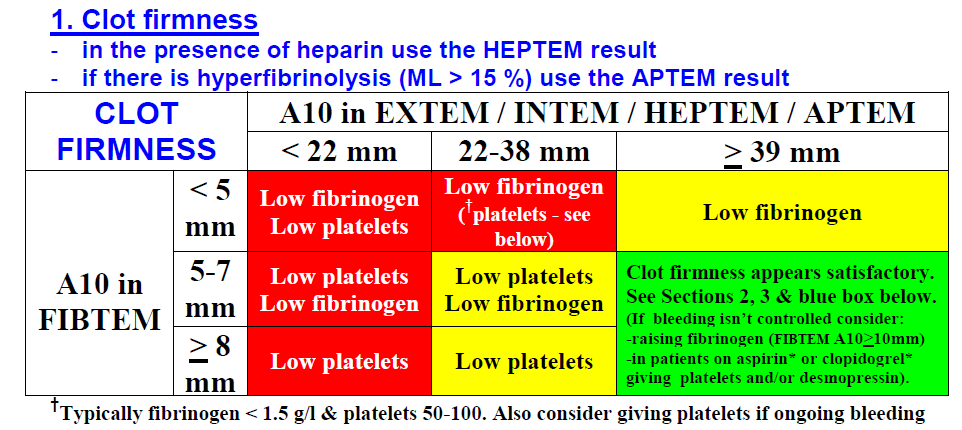 1. Clot firmness
- in the presence of heparin use the HEPTEM result
- if there is hyperfibrinolysis (ML > 15 %) use the APTEM result
CLOT
FIRMNESS
A10 in EXTEM / INTEM / HEPTEM / APTEM
< 22 mm
22-38 mm
≥ 39 mm
A10 in
FIBTEM
< 5
mm
Low fibrinogen
Low platelets
Low fibrinogen
(†platelets - see
below)
Low fibrinogen
5-7
mm
Low platelets
Low fibrinogen
Low platelets
Low fibrinogen
Clot firmness appears satisfactory.
See Sections 2, 3 & blue box below.
(If bleeding isn't controlled consider:
-raising fibrinogen (FIBTEM A10≥10mm)
-in patients on aspirin* or clopidogrel*
giving platelets and/or desmopressin).
≥ 8
mm
Low platelets
Low platelets
†Typically fibrinogen < 1.5 g/l & platelets 50-100. Also consider giving platelets if ongoing bleeding